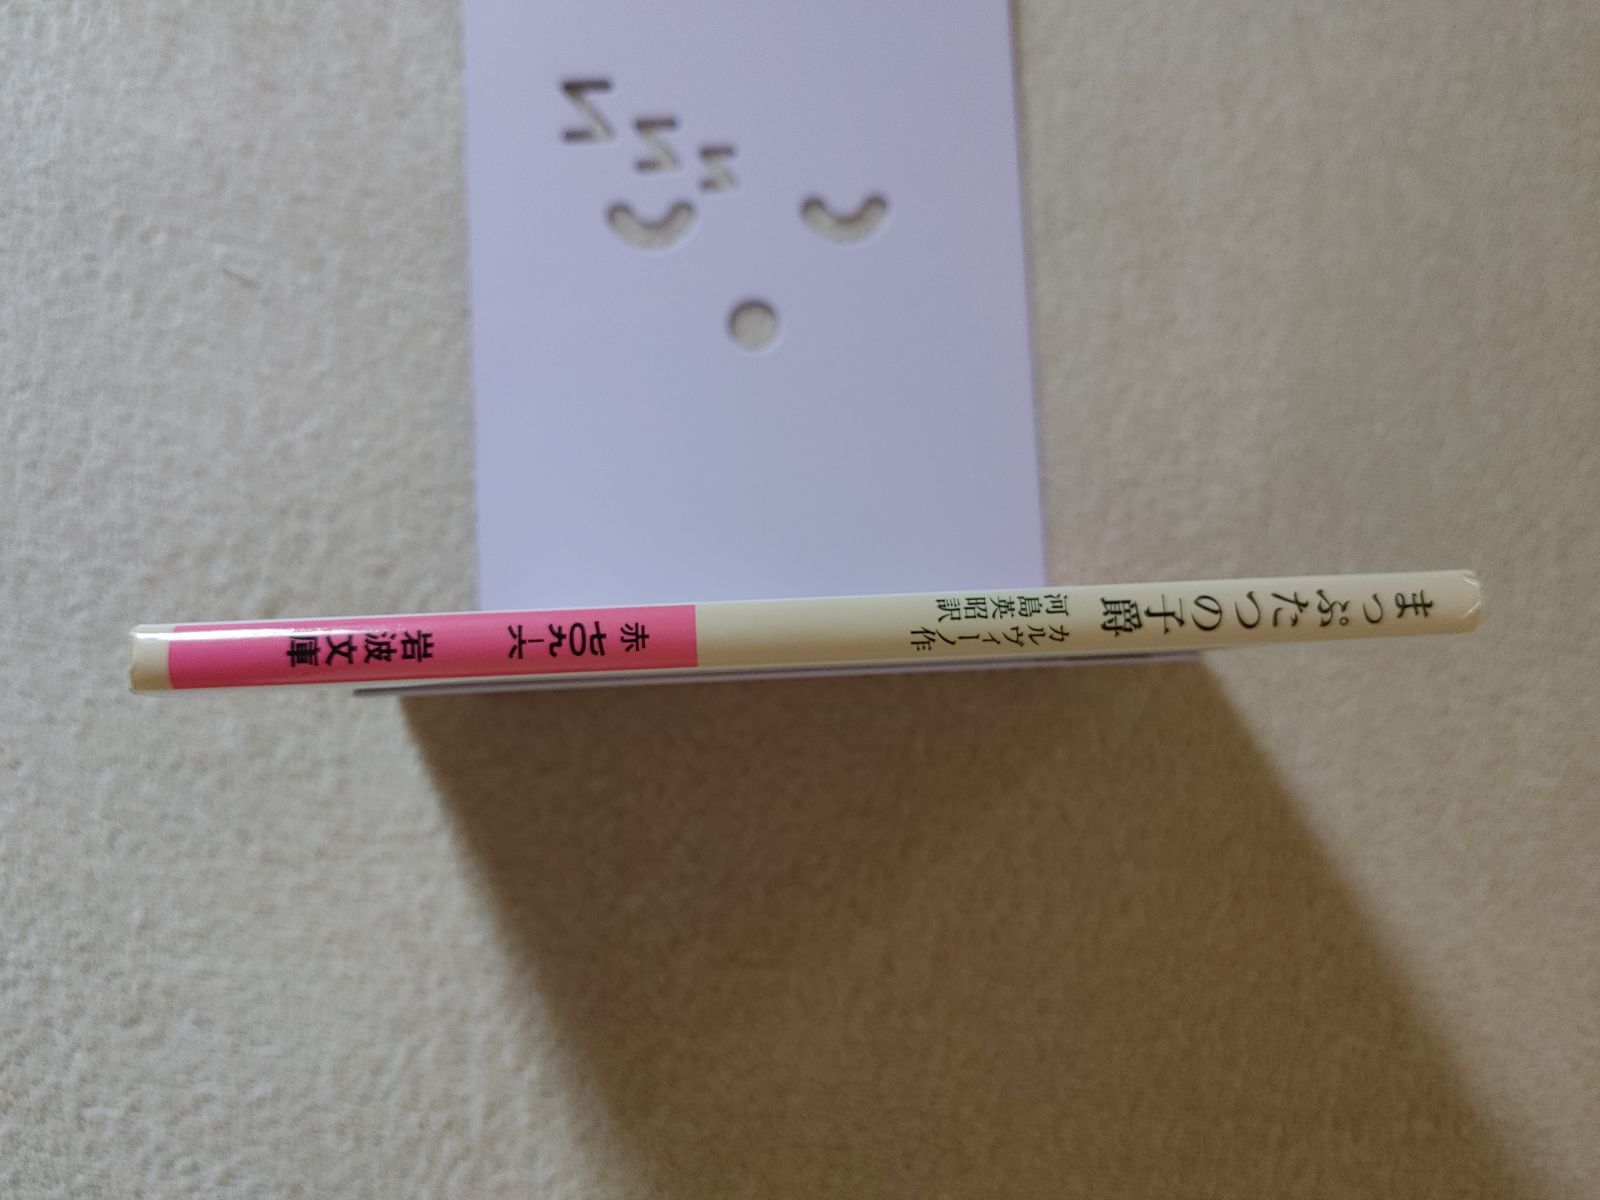 まっぷたつの子爵
カルヴィーノ作
河島英昭訳
赤 七〇九-六
岩波文庫